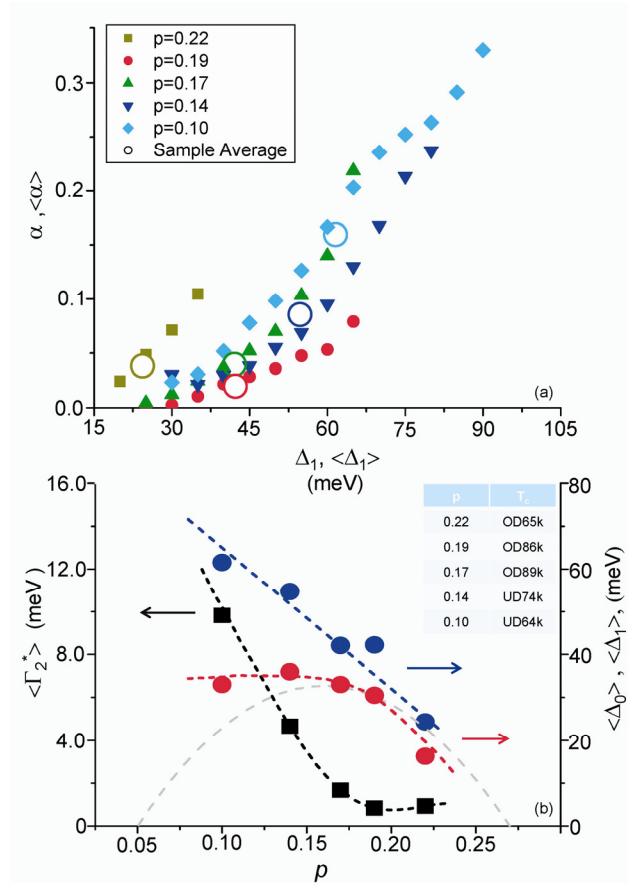 0.3
0.2
0.1
0.0
α ,<α>
p=0.22
p=0.19
p=0.17
p=0.14
p=0.10
Sample Average
(a)
15 30 45 60 75 90 105
Δ₁, <Δ₁>
(meV)
16.0
12.0
8.0
4.0
0
<Γ₂*> (meV)
80
60
40
20
0
<Δ₀>, <Δ₁>, (meV)
p T_c
0.22 OD65k
0.19 OD86k
0.17 OD89k
0.14 UD74k
0.10 UD64k
(b)
0.05 0.10 0.15 0.20 0.25
p